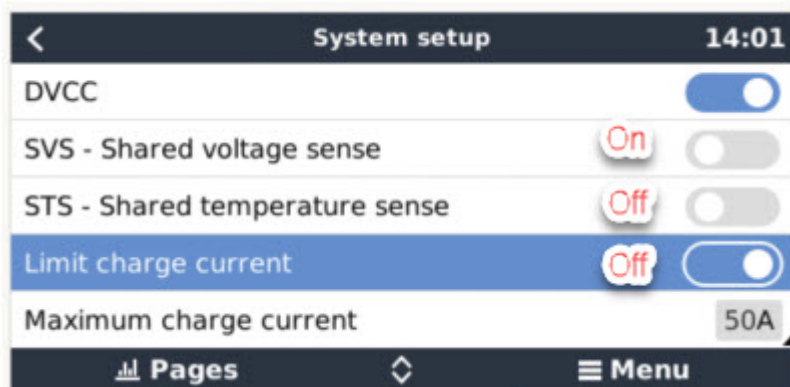 System setup 14:01
DVCC
SVS - Shared voltage sense On
STS - Shared temperature sense Off
Limit charge current Off
Maximum charge current 50A
Pages Menu